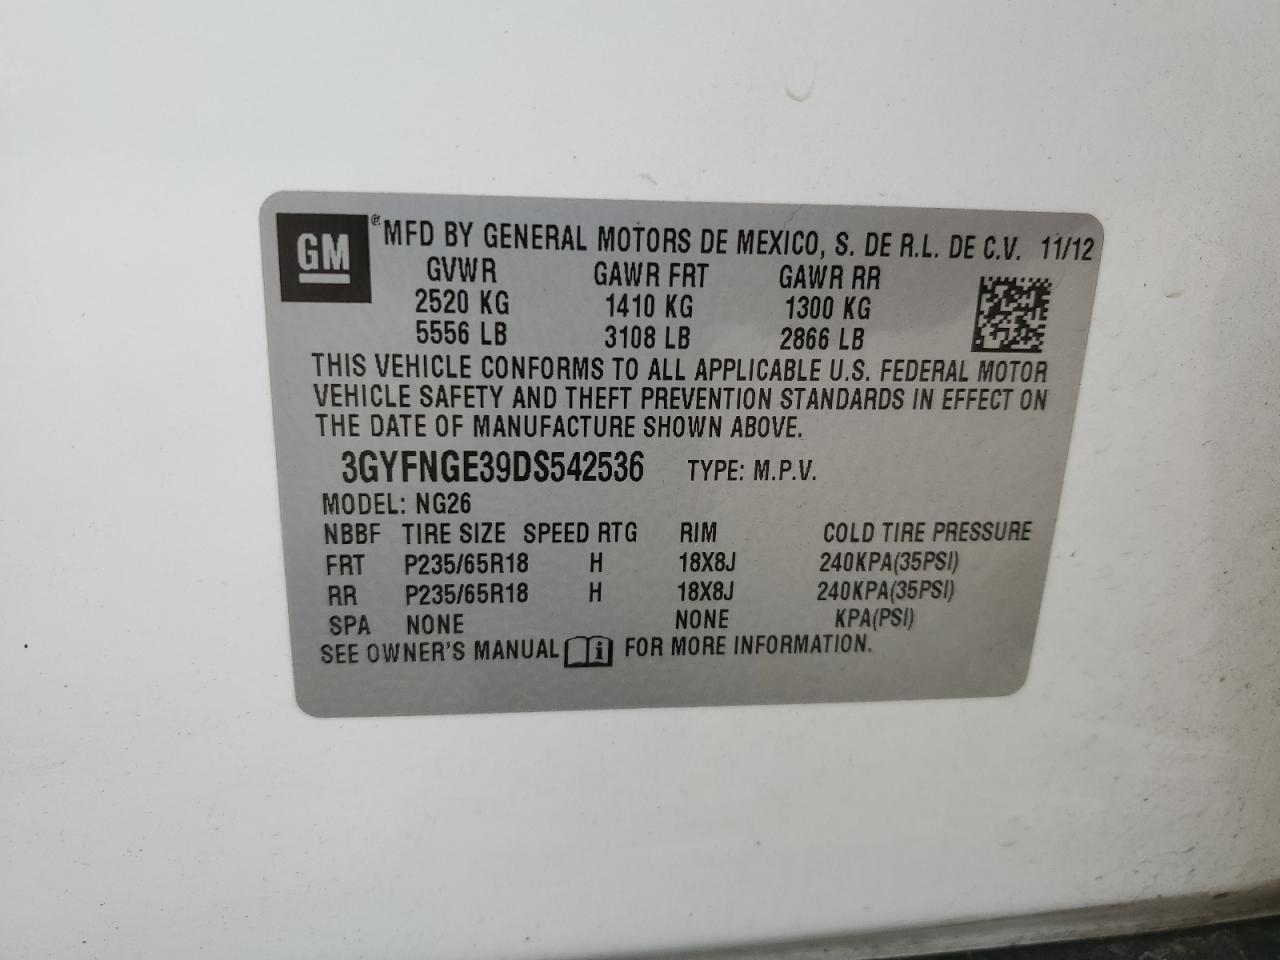 GM ® MFD BY GENERAL MOTORS DE MEXICO, S. DE R.L. DE C.V. 11/12
GVWR GAWR FRT GAWR RR
2520 KG 1410 KG 1300 KG
5556 LB 3108 LB 2866 LB
THIS VEHICLE CONFORMS TO ALL APPLICABLE U.S. FEDERAL MOTOR
VEHICLE SAFETY AND THEFT PREVENTION STANDARDS IN EFFECT ON
THE DATE OF MANUFACTURE SHOWN ABOVE.
3GYFNGE39DS542536 TYPE: M.P.V.
MODEL: NG26
NBBF TIRE SIZE SPEED RTG RIM COLD TIRE PRESSURE
FRT P235/65R18 H 18X8J 240KPA(35PSI)
RR P235/65R18 H 18X8J 240KPA(35PSI)
SPA NONE NONE KPA(PSI)
SEE OWNER'S MANUAL i FOR MORE INFORMATION.